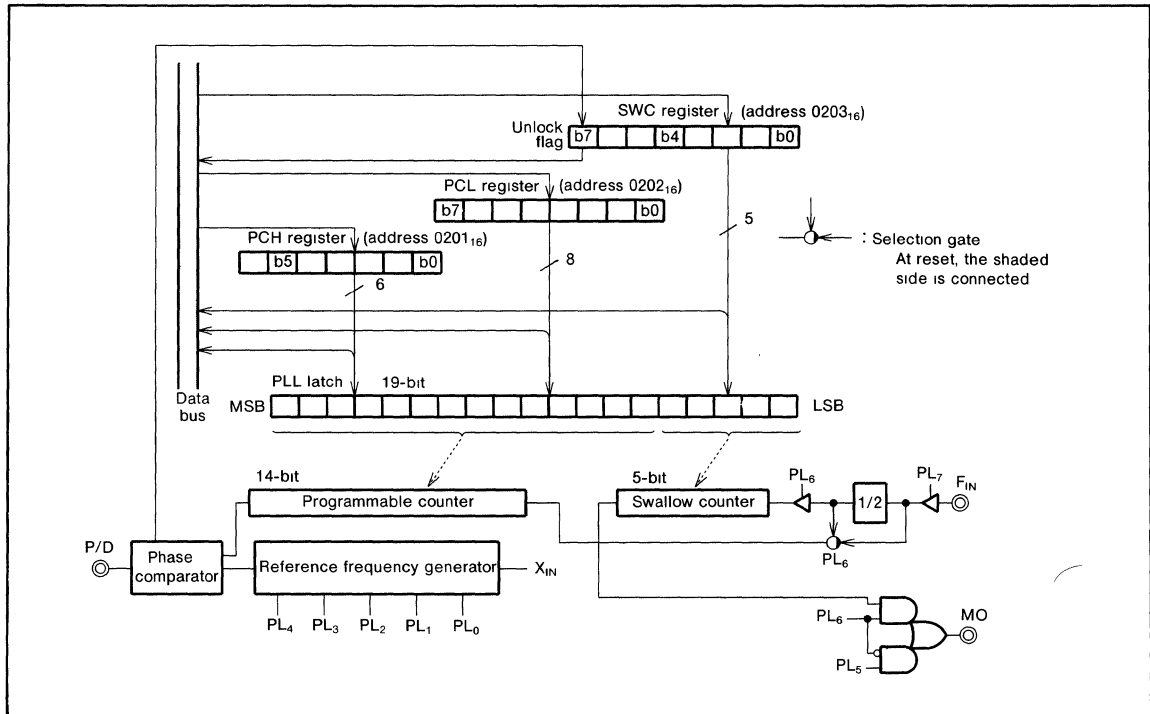 SWC register (address 0203₁₆)
Unlock flag
b7 b4 b0
PCL register (address 0202₁₆)
b7 b0
5
PCH register (address 0201₁₆)
b5 b0
8
6
: Selection gate
At reset, the shaded
side is connected
Data
bus
PLL latch 19-bit
MSB
LSB
14-bit
Programmable counter
5-bit
Swallow counter
PL₆
1/2
PL₇
F_IN
PL₆
P/D
Phase
comparator
Reference frequency generator
X_IN
PL₄ PL₃ PL₂ PL₁ PL₀
PL₆
PL₅
MO